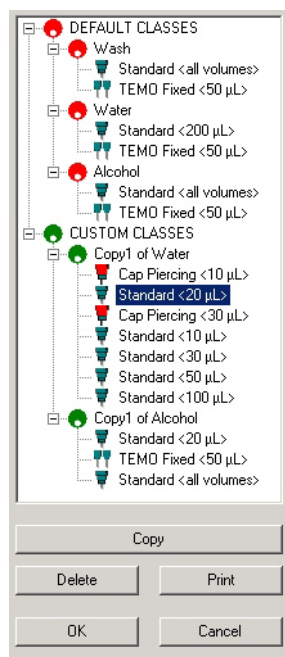 DEFAULT CLASSES
Wash
Standard <all volumes>
TEMO Fixed <50 µL>
Water
Standard <200 µL>
TEMO Fixed <50 µL>
Alcohol
Standard <all volumes>
TEMO Fixed <50 µL>
CUSTOM CLASSES
Copy1 of Water
Cap Piercing <10 µL>
Standard <20 µL>
Cap Piercing <30 µL>
Standard <10 µL>
Standard <30 µL>
Standard <50 µL>
Standard <100 µL>
Copy1 of Alcohol
Standard <20 µL>
TEMO Fixed <50 µL>
Standard <all volumes>
Copy
Delete Print
OK Cancel